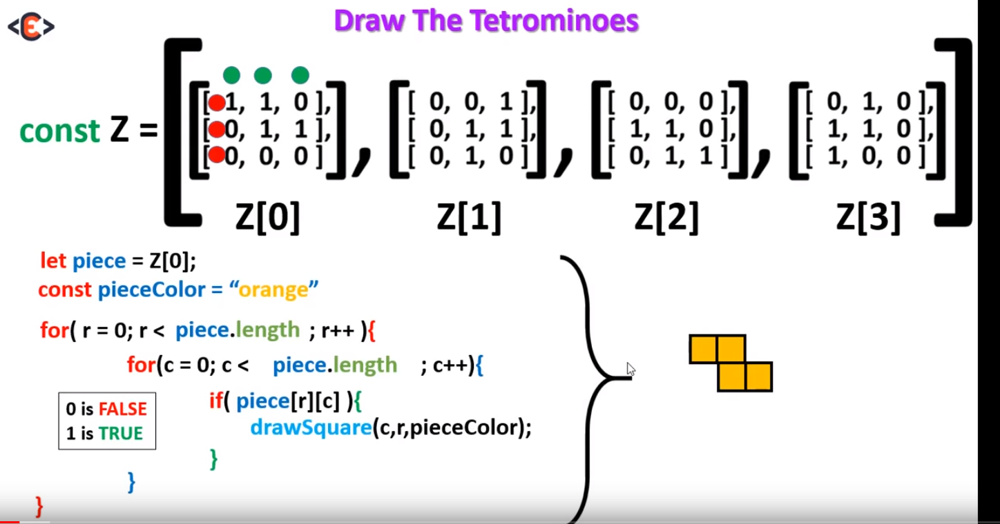 <E>
Draw The Tetrominoes
const Z =
[ 1, 1, 0 ], [ 0, 0, 1 ], [ 0, 0, 0 ], [ 0, 1, 0 ],
[ 0, 1, 1 ], [ 0, 1, 1 ], [ 1, 1, 0 ], [ 1, 1, 0 ],
[ 0, 0, 0 ] , [ 0, 1, 0 ] , [ 0, 1, 1 ] , [ 1, 0, 0 ]
Z[0] Z[1] Z[2] Z[3]
let piece = Z[0];
const pieceColor = “orange”
for( r = 0; r < piece.length ; r++ ){
for(c = 0; c < piece.length ; c++){
if( piece[r][c] ){
drawSquare(c,r,pieceColor);
}
}
}
0 is FALSE
1 is TRUE